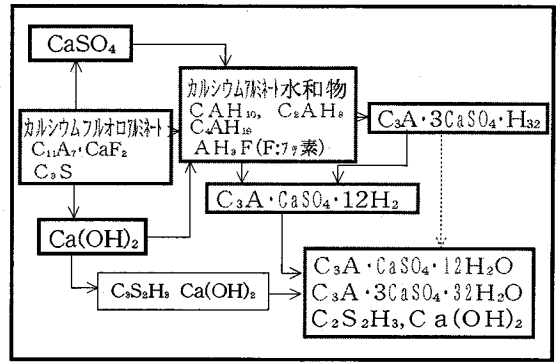 CaSO₄
カルシウムアルミネート水和物
CAH₁₀, C₂AH₈
C₄AH₁₉
AH₃F(F:フッ素)
カルシウムフルオロアルミネート
C₁₁A₇・CaF₂
C₃S
C₃A・3CaSO₄・H₃₂
C₃A・CaSO₄・12H₂
Ca(OH)₂
C₃S₂H₃ Ca(OH)₂
C₃A・CaSO₄・12H₂O
C₃A・3CaSO₄・32H₂O
C₂S₂H₃,Ca(OH)₂